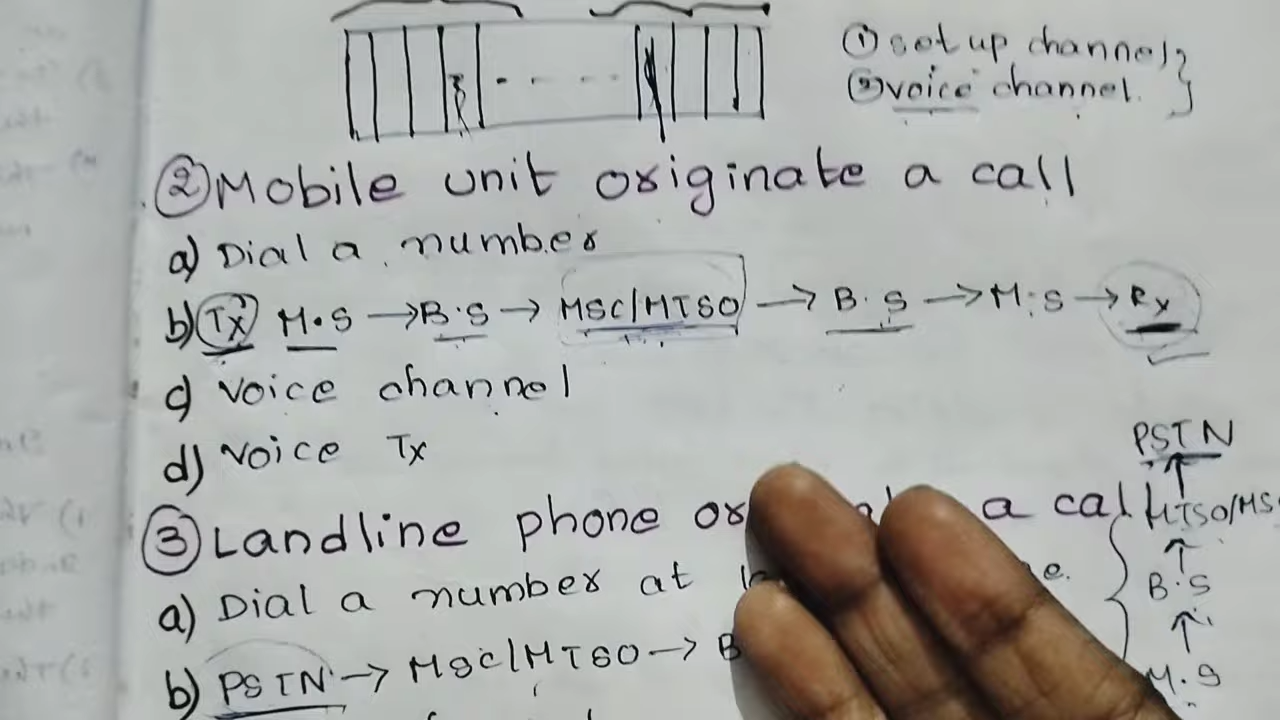 ① set up channel
② voice channel.
② Mobile unit originate a call
a) Dial a number
b) Tx M.S → B.S → MSC/MTSO → B.S → M.S → Rx
c) Voice channel
d) Voice Tx
PSTN
③ Landline phone a call
MTSO/MS
B.S
a) Dial a number at
b) PSTN → MSC/MTSO → B
M.S